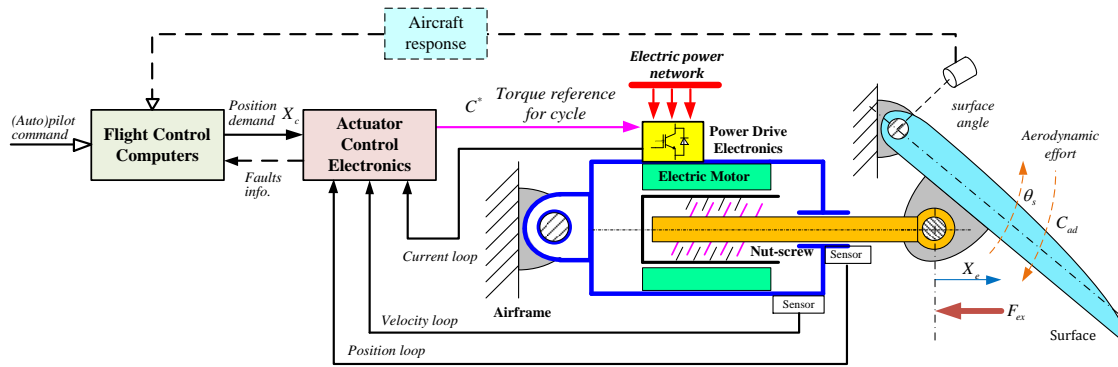 Aircraft
response
Electric power
network
(Auto)pilot
command
Flight Control
Computers
Position
demand
X_c
Faults
info.
Actuator
Control
Electronics
C*
Torque reference
for cycle
Power Drive
Electronics
Electric Motor
Nut-screw
Sensor
Sensor
surface
angle
Aerodynamic
effort
θ_s
C_ad
X_e
F_ex
Surface
Airframe
Current loop
Velocity loop
Position loop